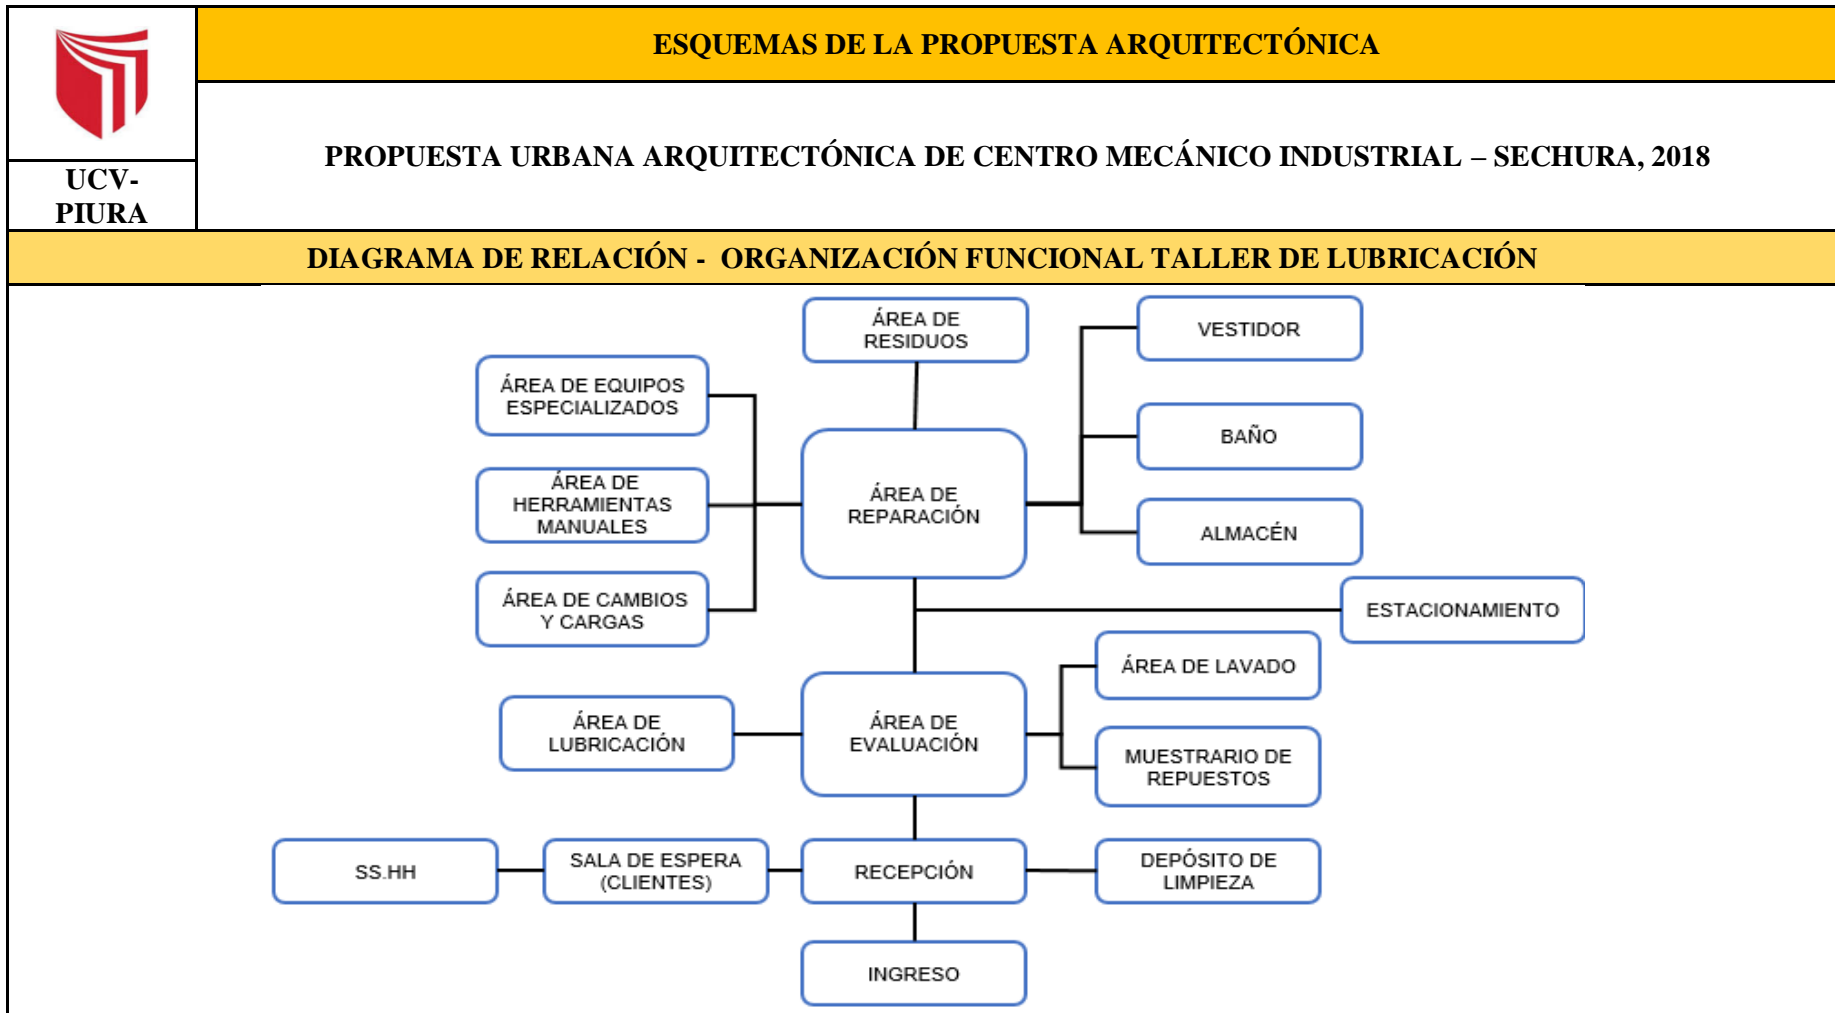 ESQUEMAS DE LA PROPUESTA ARQUITECTÓNICA
PROPUESTA URBANA ARQUITECTÓNICA DE CENTRO MECÁNICO INDUSTRIAL – SECHURA, 2018
UCV-
PIURA
DIAGRAMA DE RELACIÓN - ORGANIZACIÓN FUNCIONAL TALLER DE LUBRICACIÓN
ÁREA DE
RESIDUOS
VESTIDOR
ÁREA DE EQUIPOS
ESPECIALIZADOS
BAÑO
ÁREA DE
HERRAMIENTAS
MANUALES
ÁREA DE
REPARACIÓN
ALMACÉN
ÁREA DE CAMBIOS
Y CARGAS
ESTACIONAMIENTO
ÁREA DE LAVADO
ÁREA DE
LUBRICACIÓN
ÁREA DE
EVALUACIÓN
MUESTRARIO DE
REPUESTOS
SS.HH
SALA DE ESPERA
(CLIENTES)
RECEPCIÓN
DEPÓSITO DE
LIMPIEZA
INGRESO